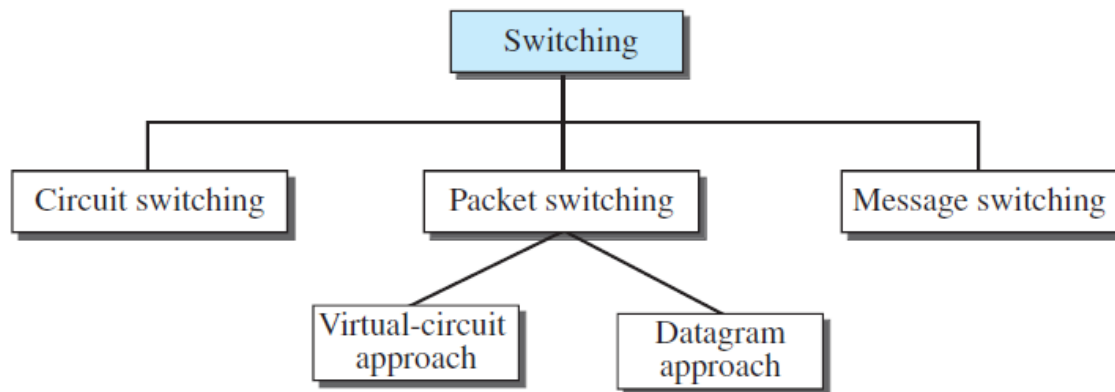 Switching
Circuit switching
Packet switching
Message switching
Virtual-circuit
approach
Datagram
approach